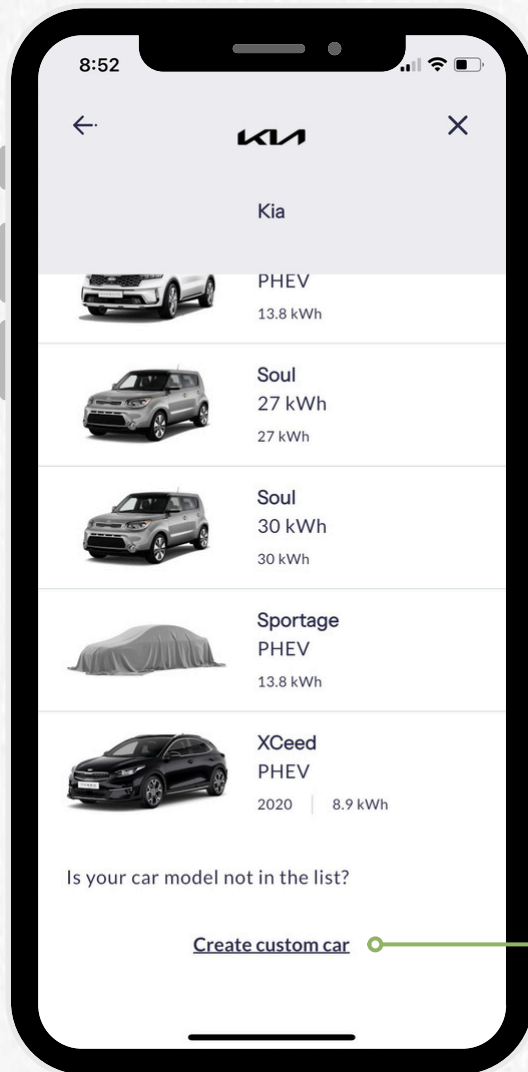 8:52
KIA
Kia
PHEV
13.8 kWh
Soul
27 kWh
27 kWh
Soul
30 kWh
30 kWh
Sportage
PHEV
13.8 kWh
XCeed
PHEV
2020 | 8.9 kWh
Is your car model not in the list?
Create custom car